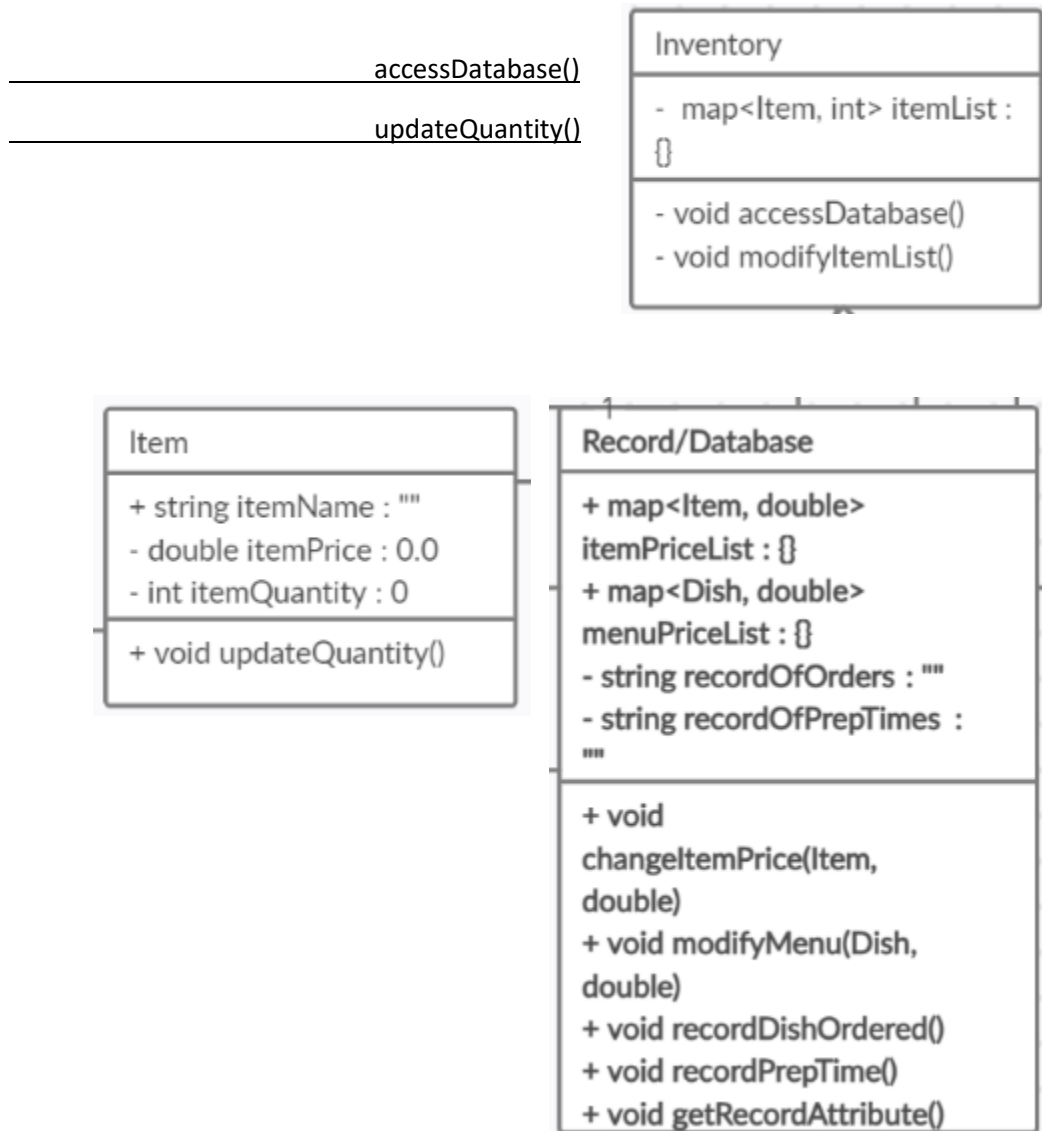 accessDatabase()
updateQuantity()
Inventory
- map<Item, int> itemList :
{}
- void accessDatabase()
- void modifyItemList()
Item
+ string itemName : ""
- double itemPrice : 0.0
- int itemQuantity : 0
+ void updateQuantity()
1
Record/Database
+ map<Item, double>
itemPriceList : {}
+ map<Dish, double>
menuPriceList : {}
- string recordOfOrders : ""
- string recordOfPrepTimes :
""
+ void
changeItemPrice(Item,
double)
+ void modifyMenu(Dish,
double)
+ void recordDishOrdered()
+ void recordPrepTime()
+ void getRecordAttribute()